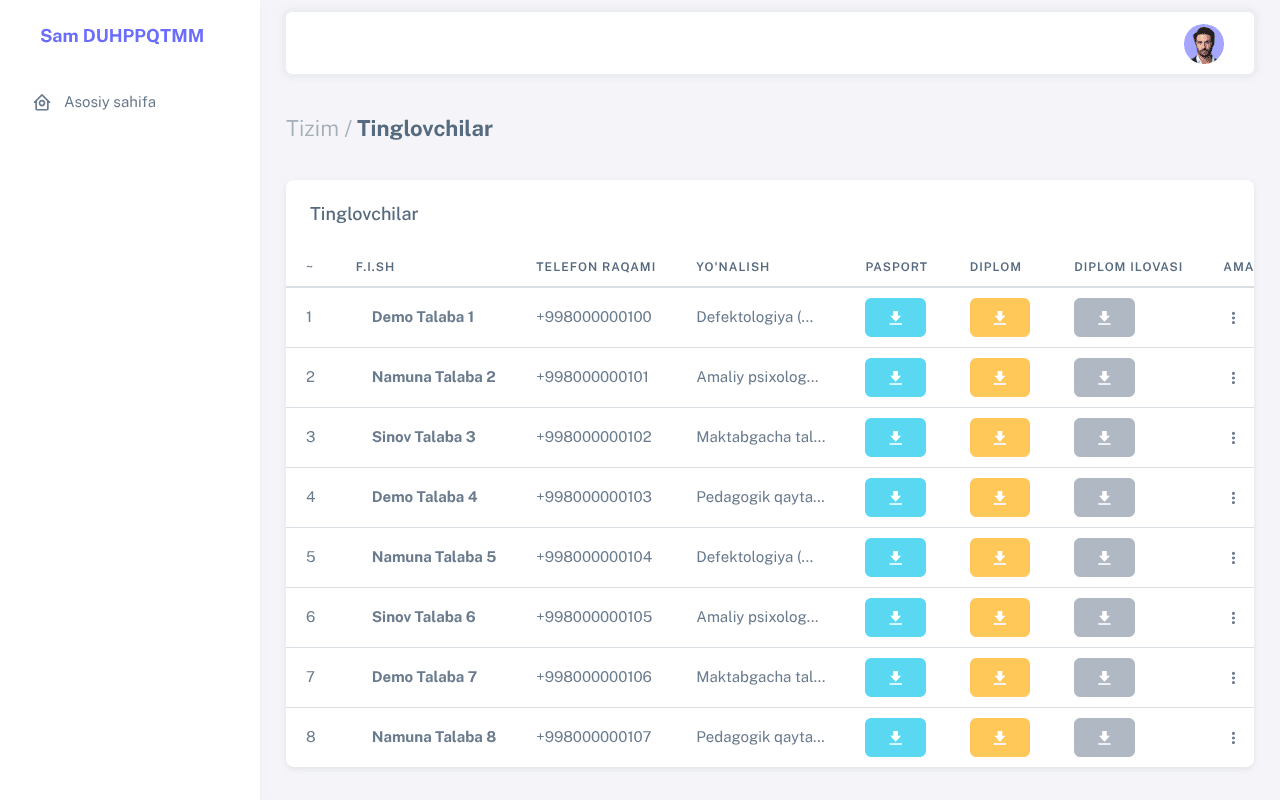 Sam DUHPPQTMM
Asosiy sahifa
Tizim / Tinglovchilar
Tinglovchilar
~ F.I.SH TELEFON RAQAMI YO'NALISH PASPORT DIPLOM DIPLOM ILOVASI AMA
1 Demo Talaba 1 +998000000100 Defektologiya (...
2 Namuna Talaba 2 +998000000101 Amaliy psixolog...
3 Sinov Talaba 3 +998000000102 Maktabgacha tal...
4 Demo Talaba 4 +998000000103 Pedagogik qayta...
5 Namuna Talaba 5 +998000000104 Defektologiya (...
6 Sinov Talaba 6 +998000000105 Amaliy psixolog...
7 Demo Talaba 7 +998000000106 Maktabgacha tal...
8 Namuna Talaba 8 +998000000107 Pedagogik qayta...